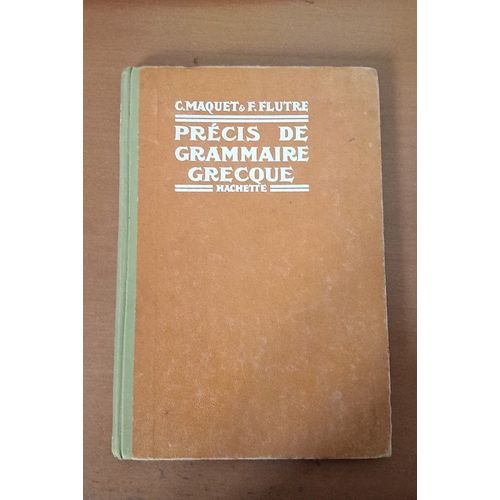 C. MAQUET & F. FLUTRE
PRÉCIS DE
GRAMMAIRE
GRECQUE
HACHETTE